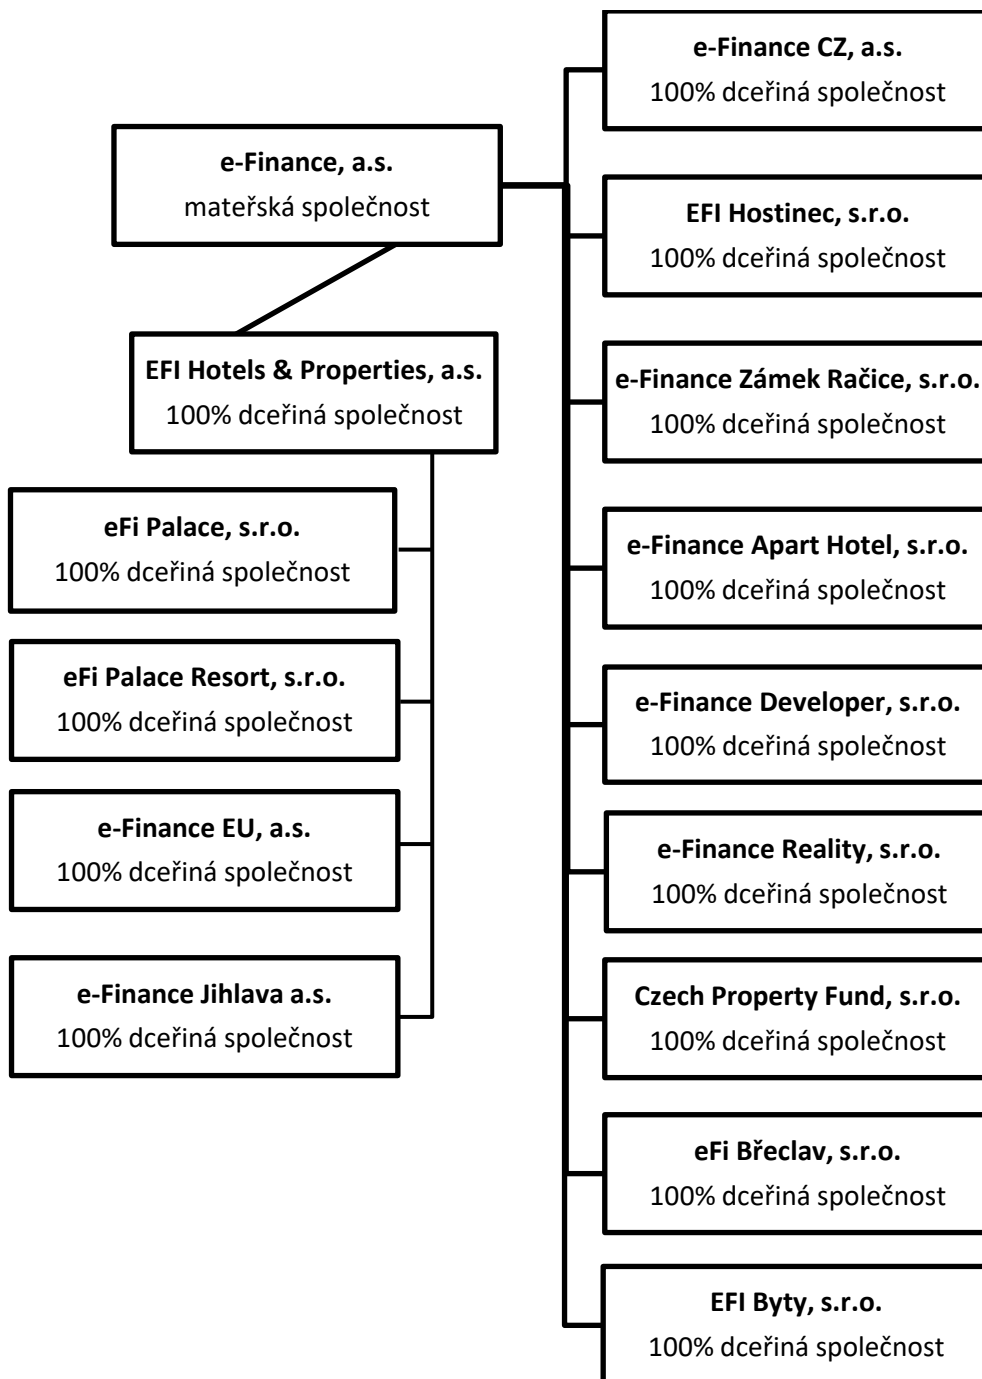 e-Finance, a.s.
mateřská společnost
EFI Hotels & Properties, a.s.
100% dceřiná společnost
eFi Palace, s.r.o.
100% dceřiná společnost
eFi Palace Resort, s.r.o.
100% dceřiná společnost
e-Finance EU, a.s.
100% dceřiná společnost
e-Finance Jihlava a.s.
100% dceřiná společnost
e-Finance CZ, a.s.
100% dceřiná společnost
EFI Hostinec, s.r.o.
100% dceřiná společnost
e-Finance Zámek Račice, s.r.o.
100% dceřiná společnost
e-Finance Apart Hotel, s.r.o.
100% dceřiná společnost
e-Finance Developer, s.r.o.
100% dceřiná společnost
e-Finance Reality, s.r.o.
100% dceřiná společnost
Czech Property Fund, s.r.o.
100% dceřiná společnost
eFi Břeclav, s.r.o.
100% dceřiná společnost
EFI Byty, s.r.o.
100% dceřiná společnost